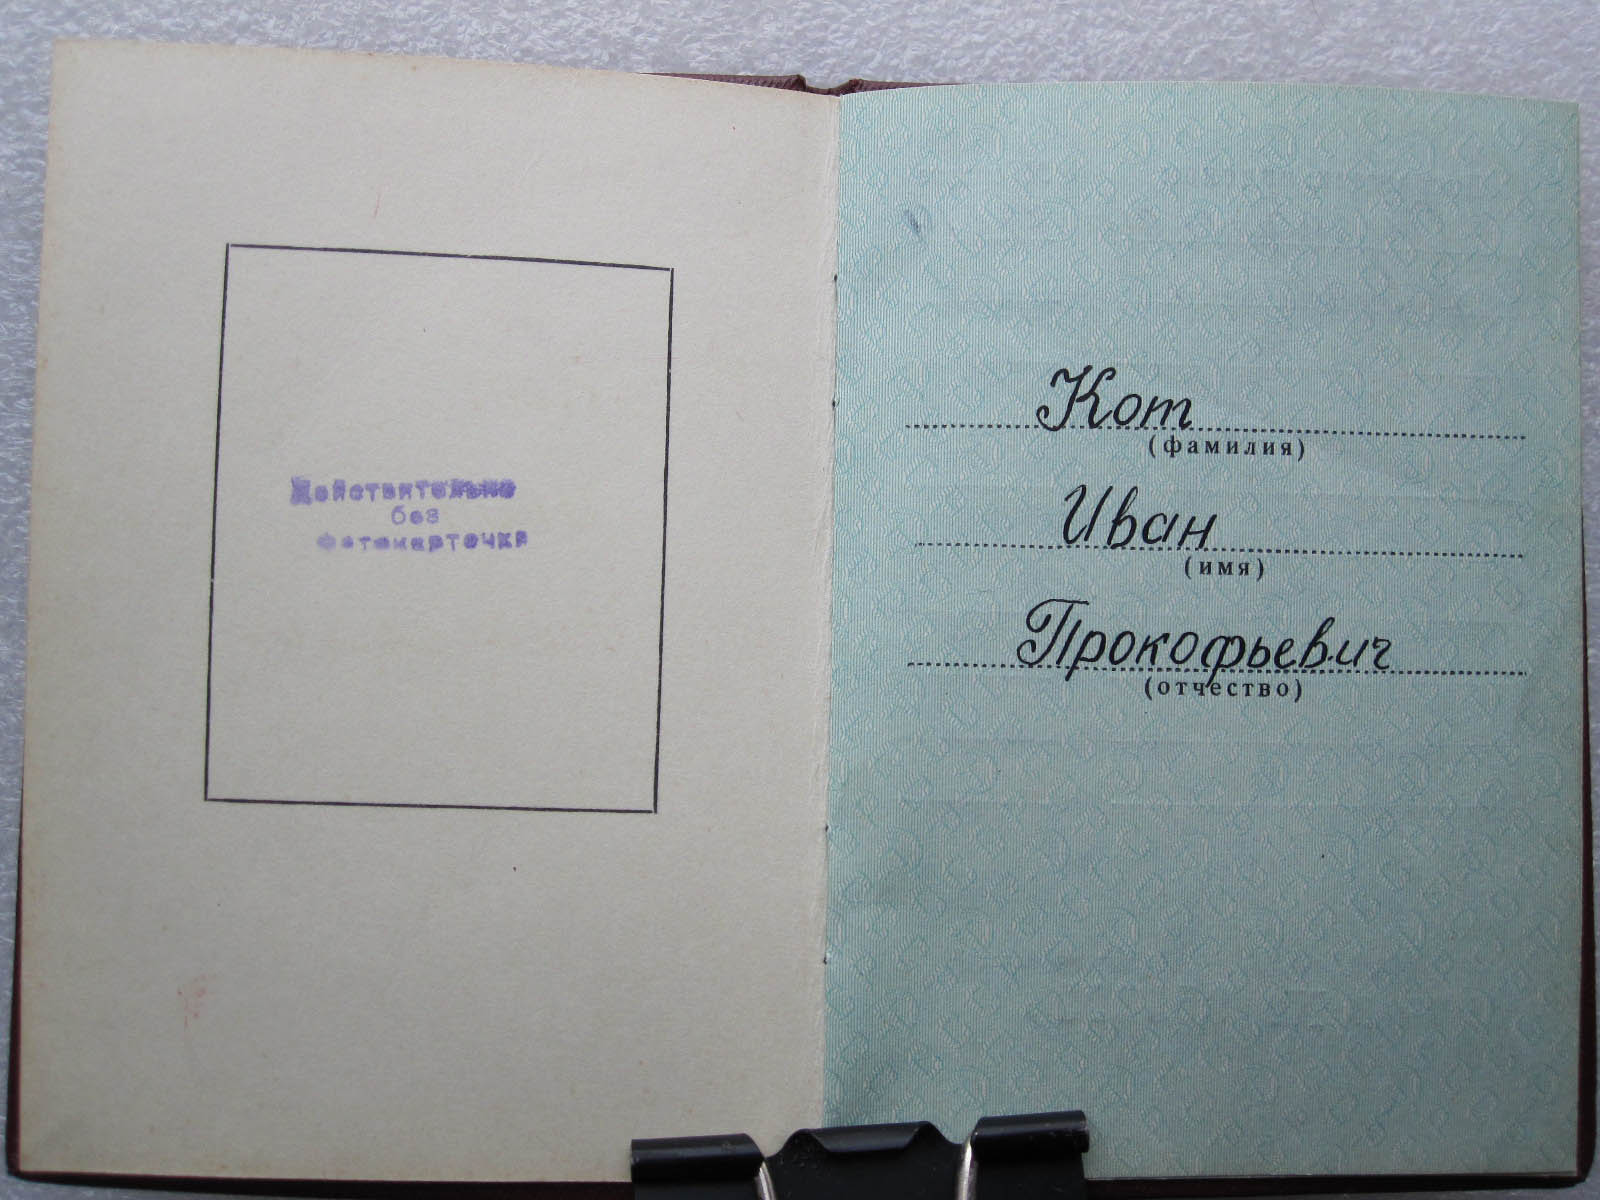 Действительно
без
фотокарточки
Кот
(фамилия)
Иван
(имя)
Прокофьевич
(отчество)